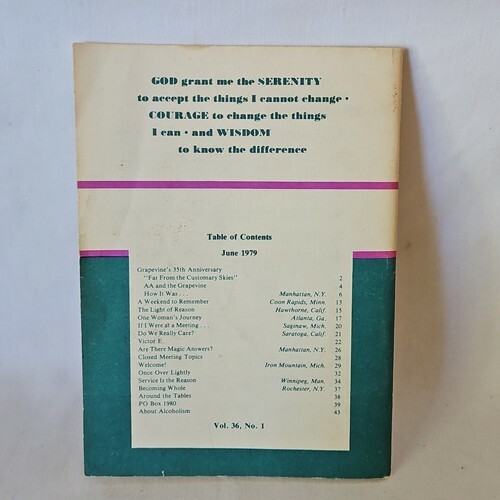 GOD grant me the SERENITY
to accept the things I cannot change •
COURAGE to change the things
I can • and WISDOM
to know the difference
Table of Contents
June 1979
Grapevine's 35th Anniversary
"Far From the Customary Skies" 2
AA and the Grapevine 4
How It Was . . . Manhattan, N.Y. 6
A Weekend to Remember Coon Rapids, Minn. 13
The Light of Reason Hawthorne, Calif. 15
One Woman's Journey Atlanta, Ga. 17
If I Were at a Meeting . . . Saginaw, Mich. 20
Do We Really Care? Saratoga, Calif. 21
Victor E. 22
Are There Magic Answers? Manhattan, N.Y. 26
Closed Meeting Topics 28
Welcome! Iron Mountain, Mich. 29
Once Over Lightly 32
Service Is the Reason Winnipeg, Man. 34
Becoming Whole Rochester, N.Y. 37
Around the Tables 38
PO Box 1980 39
About Alcoholism 43
Vol. 36, No. 1